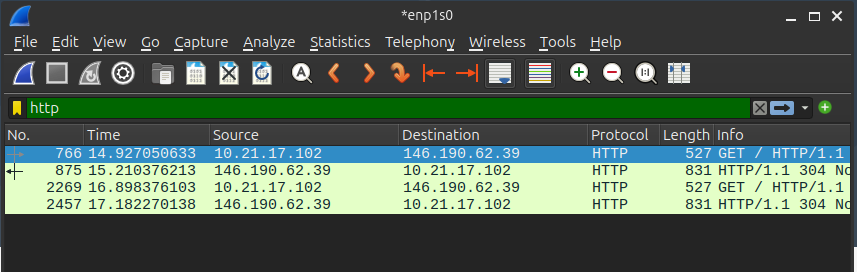 *enp1s0
File Edit View Go Capture Analyze Statistics Telephony Wireless Tools Help
http
No. Time Source Destination Protocol Length Info
766 14.927050633 10.21.17.102 146.190.62.39 HTTP 527 GET / HTTP/1.1
875 15.210376213 146.190.62.39 10.21.17.102 HTTP 831 HTTP/1.1 304 No
2269 16.898376103 10.21.17.102 146.190.62.39 HTTP 527 GET / HTTP/1.1
2457 17.182270138 146.190.62.39 10.21.17.102 HTTP 831 HTTP/1.1 304 No